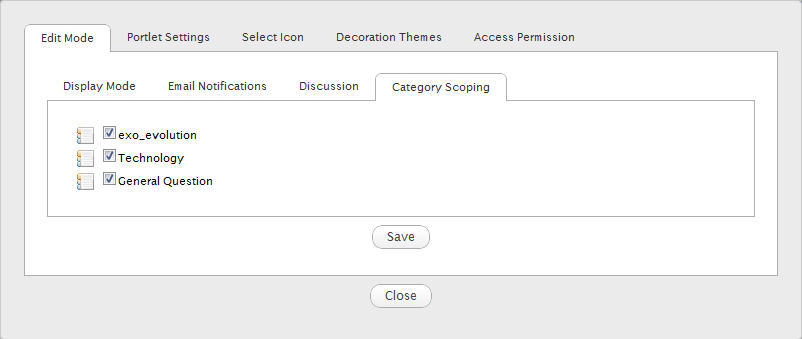 Edit Mode Portlet Settings Select Icon Decoration Themes Access Permission
Display Mode Email Notifications Discussion Category Scoping
exo_evolution
Technology
General Question
Save
Close